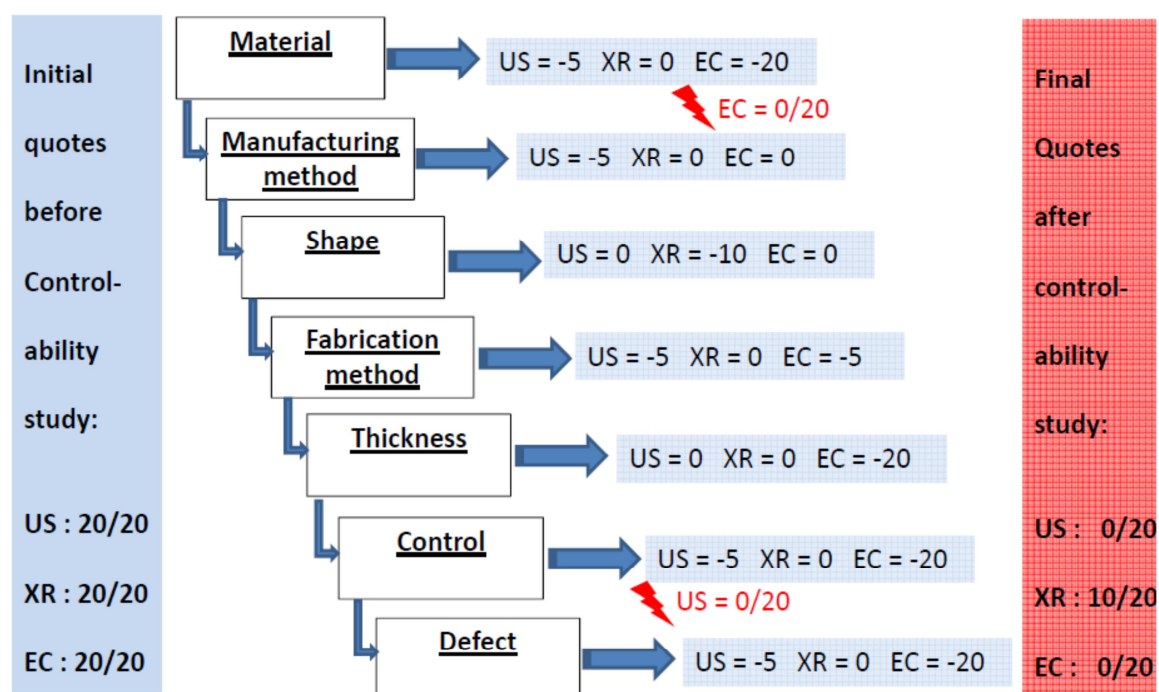 Initial
quotes
before
Control-
ability
study:
US : 20/20
XR : 20/20
EC : 20/20
Material
US = -5 XR = 0 EC = -20
EC = 0/20
Manufacturing
method
US = -5 XR = 0 EC = 0
Shape
US = 0 XR = -10 EC = 0
Fabrication
method
US = -5 XR = 0 EC = -5
Thickness
US = 0 XR = 0 EC = -20
Control
US = -5 XR = 0 EC = -20
US = 0/20
Defect
US = -5 XR = 0 EC = -20
Final
Quotes
after
control-
ability
study:
US : 0/20
XR : 10/20
EC : 0/20